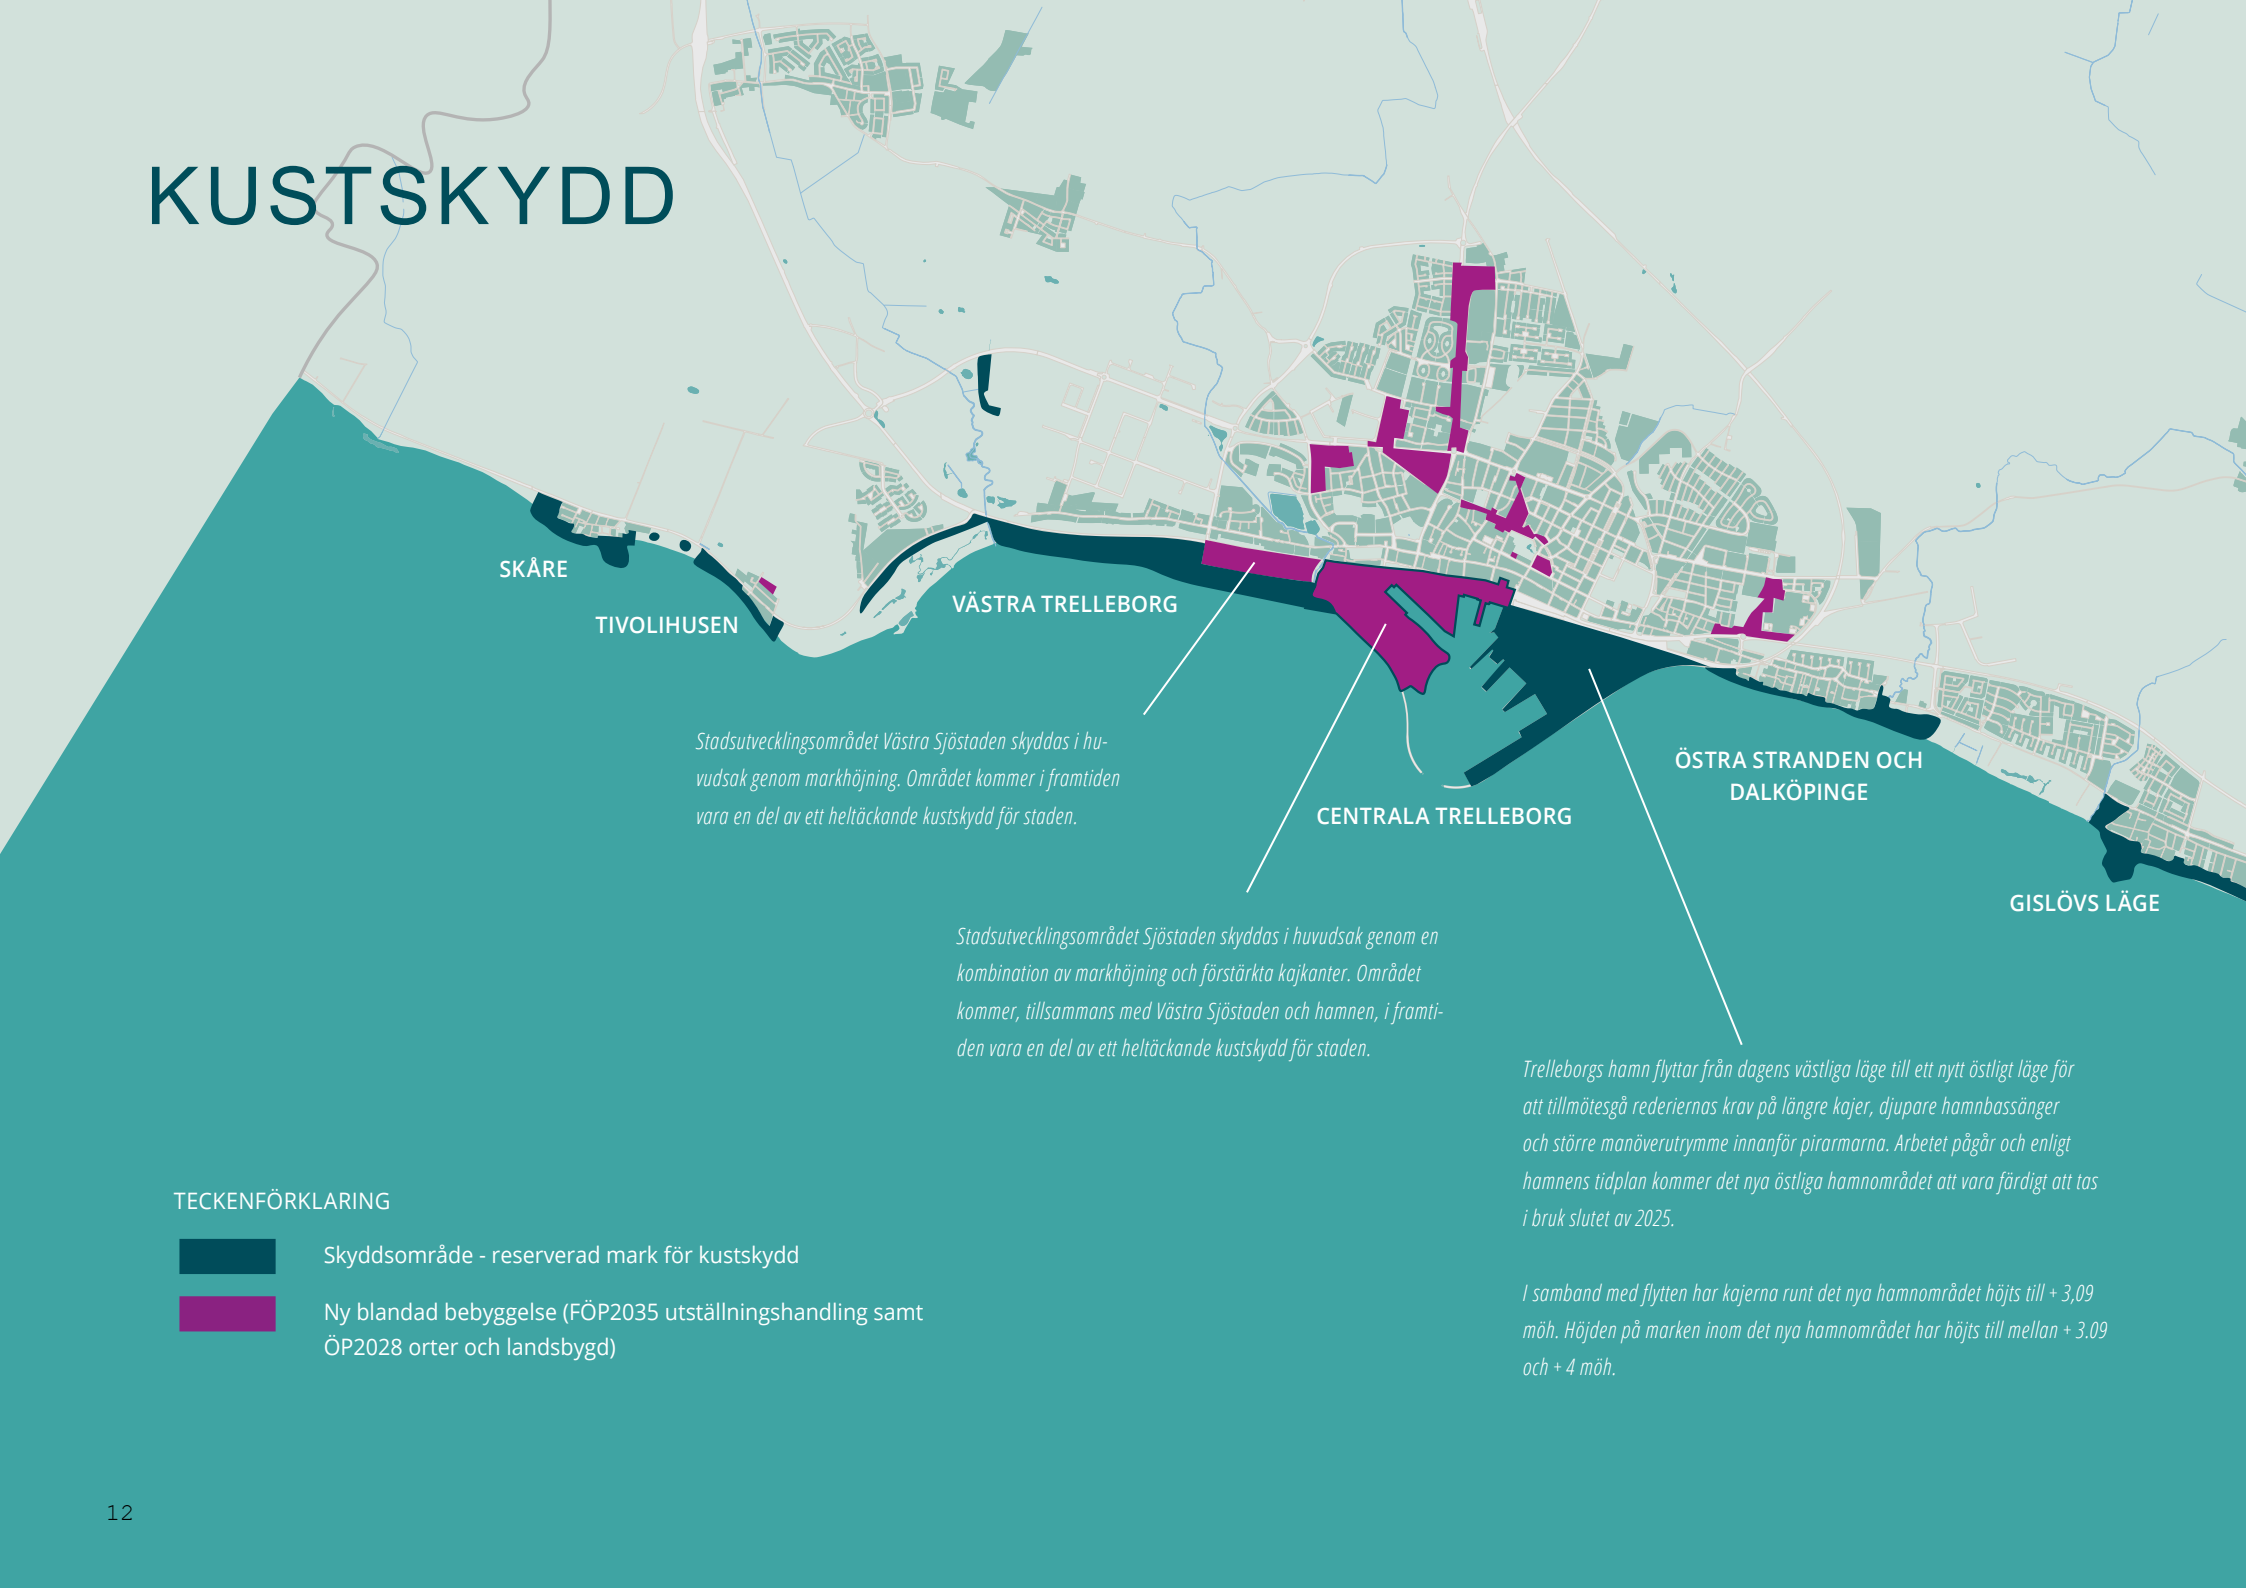 KUSTSKYDD
SKÅRE
TIVOLIHUSEN
VÄSTRA TRELLEBORG
Stadsutvecklingsområdet Västra Sjöstaden skyddas i hu-
vudsak genom markhöjning. Området kommer i framtiden
vara en del av ett heltäckande kustskydd för staden.
CENTRALA TRELLEBORG
ÖSTRA STRANDEN OCH
DALKÖPINGE
GISLÖVS LÄGE
Stadsutvecklingsområdet Sjöstaden skyddas i huvudsak genom en
kombination av markhöjning och förstärkta kajkanter. Området
kommer, tillsammans med Västra Sjöstaden och hamnen, i framti-
den vara en del av ett heltäckande kustskydd för staden.
Trelleborgs hamn flyttar från dagens västliga läge till ett nytt östligt läge för
att tillmötesgå rederiernas krav på längre kajer, djupare hamnbassänger
och större manöverutrymme innanför pirarmarna. Arbetet pågår och enligt
hamnens tidplan kommer det nya östliga hamnområdet att vara färdigt att tas
i bruk slutet av 2025.
I samband med flytten har kajerna runt det nya hamnområdet höjts till + 3,09
möh. Höjden på marken inom det nya hamnområdet har höjts till mellan + 3.09
och + 4 möh.
TECKENFÖRKLARING
Skyddsområde - reserverad mark för kustskydd
Ny blandad bebyggelse (FÖP2035 utställningshandling samt
ÖP2028 orter och landsbygd)
12